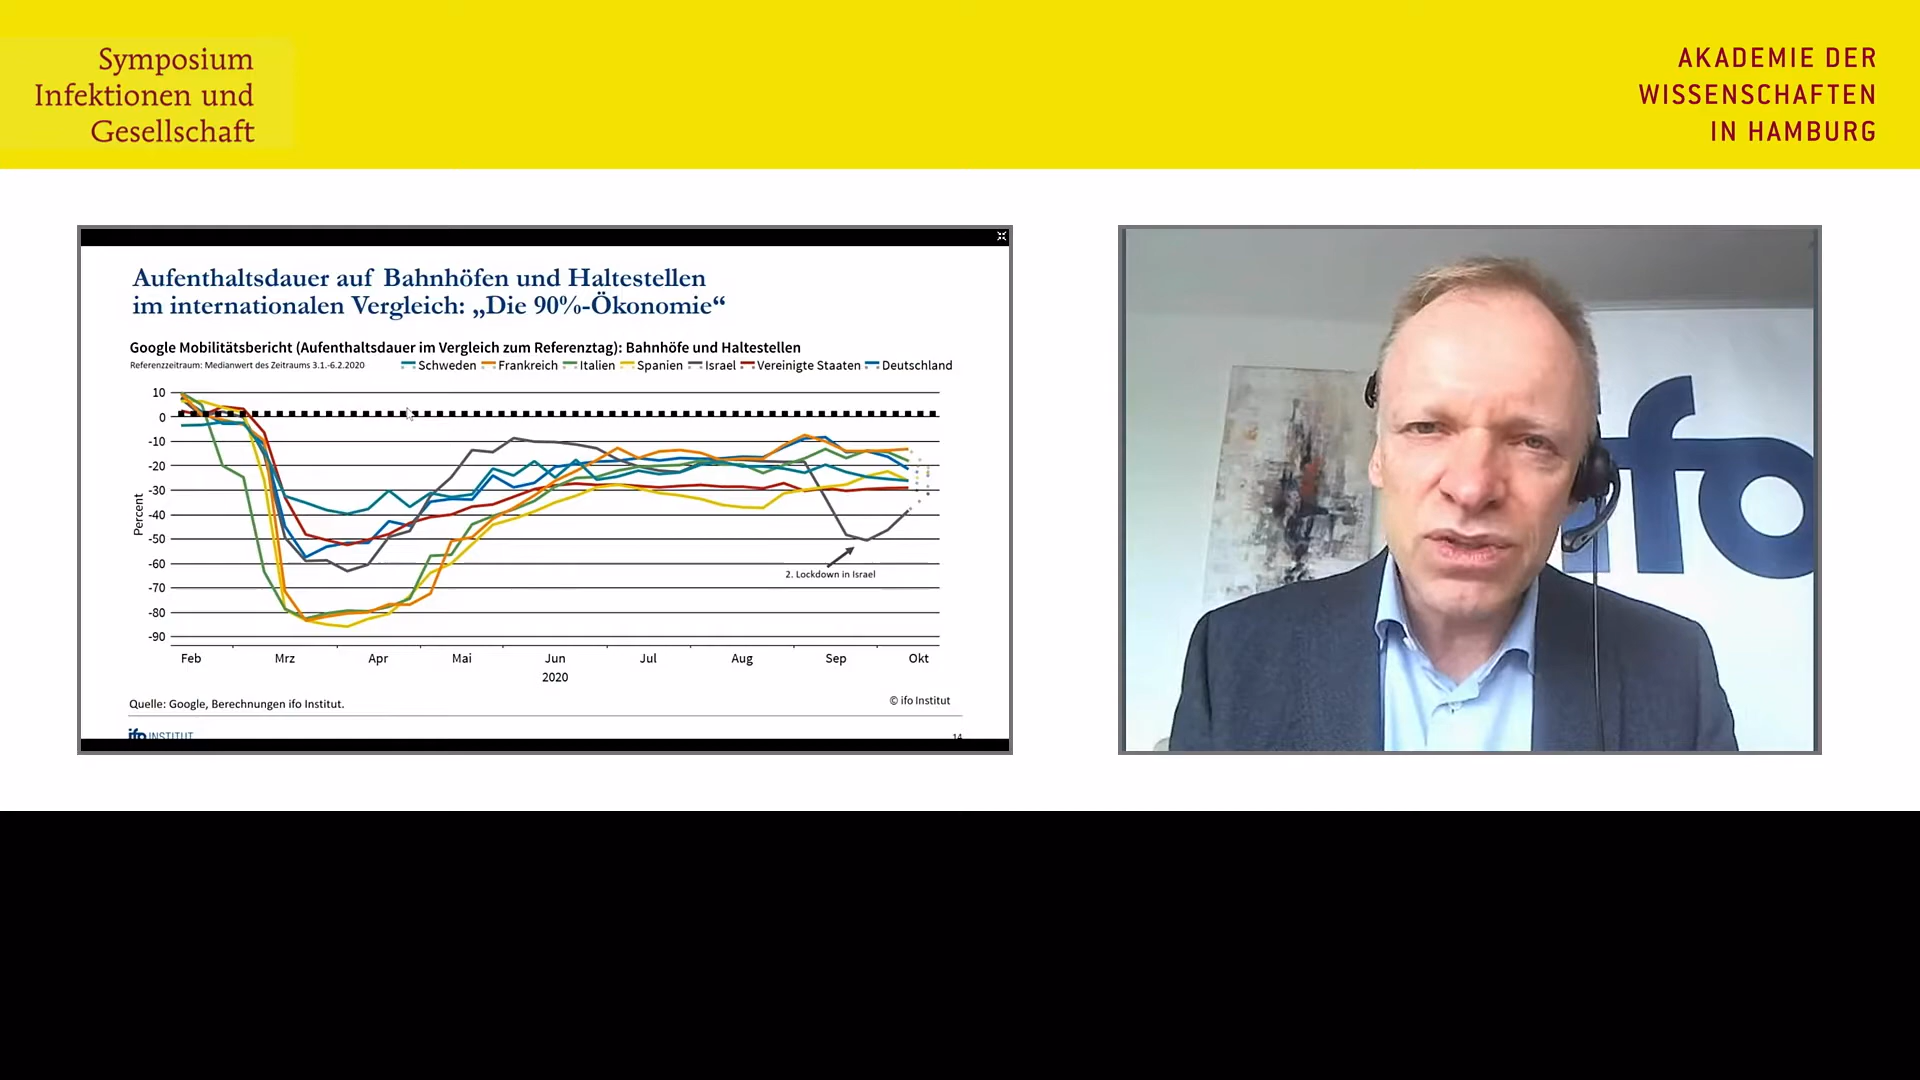 Symposium
Infektionen und
Gesellschaft
AKADEMIE DER
WISSENSCHAFTEN
IN HAMBURG
Aufenthaltsdauer auf Bahnhöfen und Haltestellen
im internationalen Vergleich: „Die 90%-Ökonomie“
Google Mobilitätsbericht (Aufenthaltsdauer im Vergleich zum Referenztag): Bahnhöfe und Haltestellen
Referenzzeitraum: Medianwert des Zeitraums 3.1.-6.2.2020
Schweden Frankreich Italien Spanien Israel Vereinigte Staaten Deutschland
10
0
-10
-20
-30
-40
-50
-60
-70
-80
-90
Percent
2. Lockdown in Israel
Feb Mrz Apr Mai Jun Jul Aug Sep Okt
2020
Quelle: Google, Berechnungen ifo Institut.
© ifo Institut
ifo INSTITUT
14
ifo